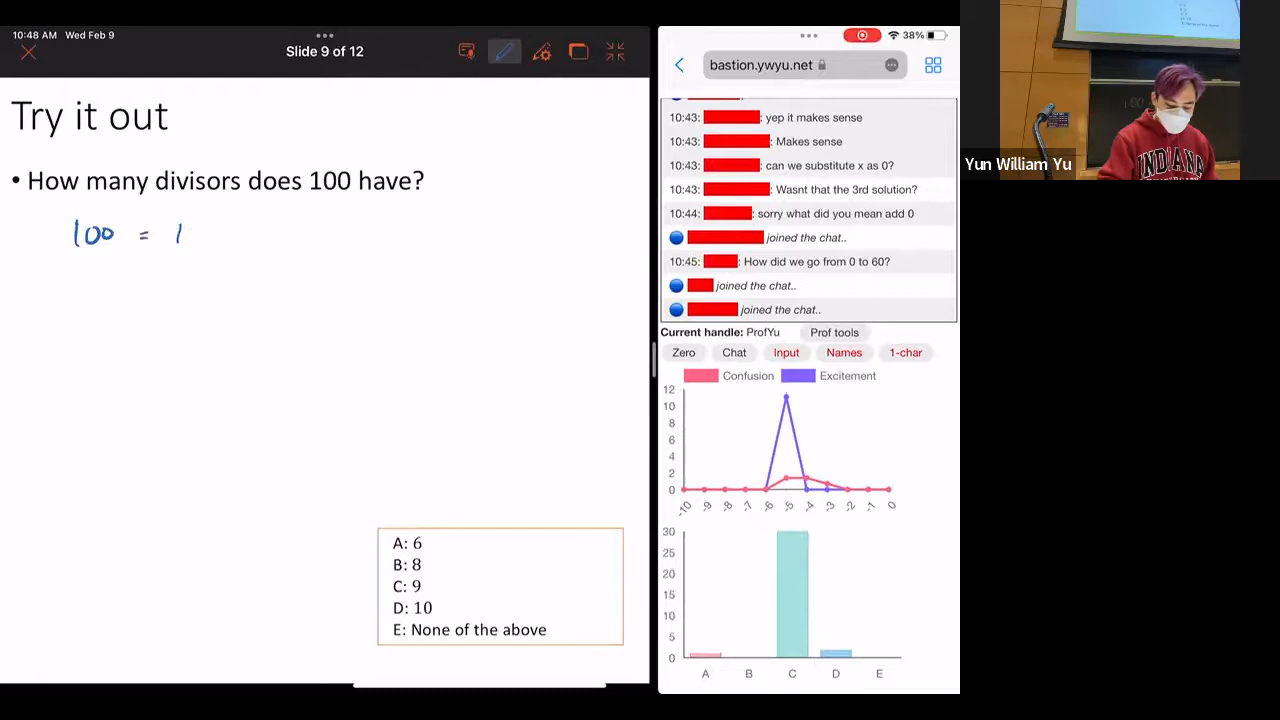 10:48 AM Wed Feb 9
Slide 9 of 12
Try it out
• How many divisors does 100 have?
100 = 1
A: 6
B: 8
C: 9
D: 10
E: None of the above
38%
bastion.ywyu.net
10:43: : yep it makes sense
10:43: : Makes sense
10:43: : can we substitute x as 0?
10:43: : Wasnt that the 3rd solution?
10:44: : sorry what did you mean add 0
joined the chat..
10:45: : How did we go from 0 to 60?
joined the chat..
joined the chat..
Current handle: ProfYu Prof tools
Zero Chat Input Names 1-char
Confusion Excitement
12
10
8
6
4
2
0
-10 -9 -8 -7 -6 -5 -4 -3 -2 -1 0
30
25
20
15
10
5
0
A B C D E
INDIANA
Yun William Yu